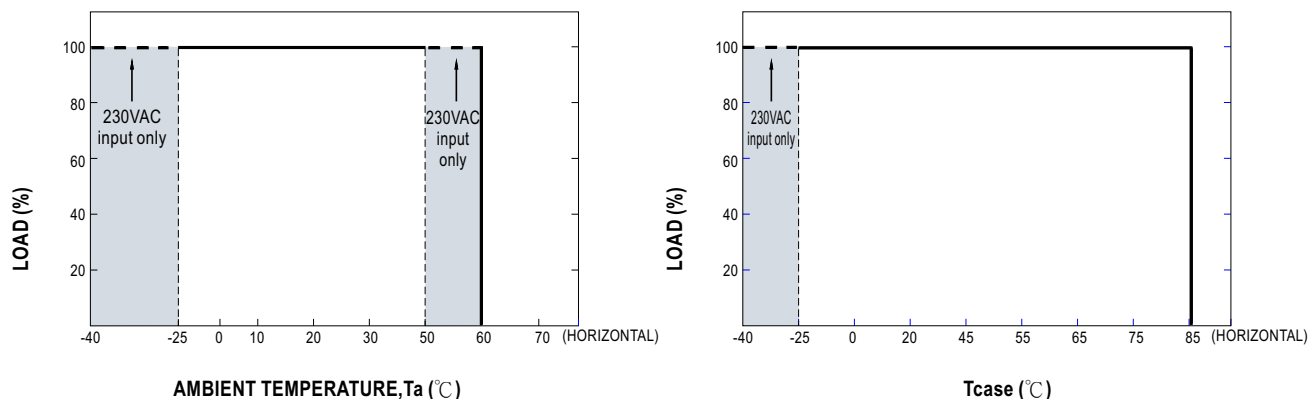 100
80
60
40
20
LOAD (%)
230VAC
input only
230VAC
input
only
-40
-25
0
10
20
30
40
50
60
70
(HORIZONTAL)
AMBIENT TEMPERATURE,Ta (℃)
100
80
60
40
20
LOAD (%)
230VAC
input only
-40
-25
0
20
45
55
65
75
85
(HORIZONTAL)
Tcase (℃)